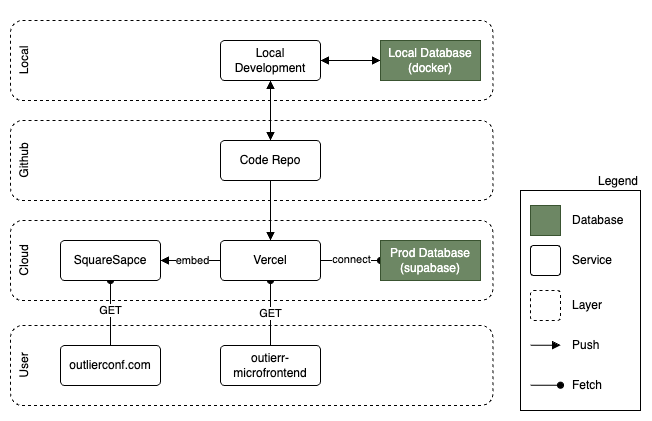 Local
Local
Development
Local Database
(docker)
Github
Code Repo
Cloud
SquareSapce
embed
Vercel
connect
Prod Database
(supabase)
GET
GET
User
outlierconf.com
outierr-
microfrontend
Legend
Database
Service
Layer
Push
Fetch